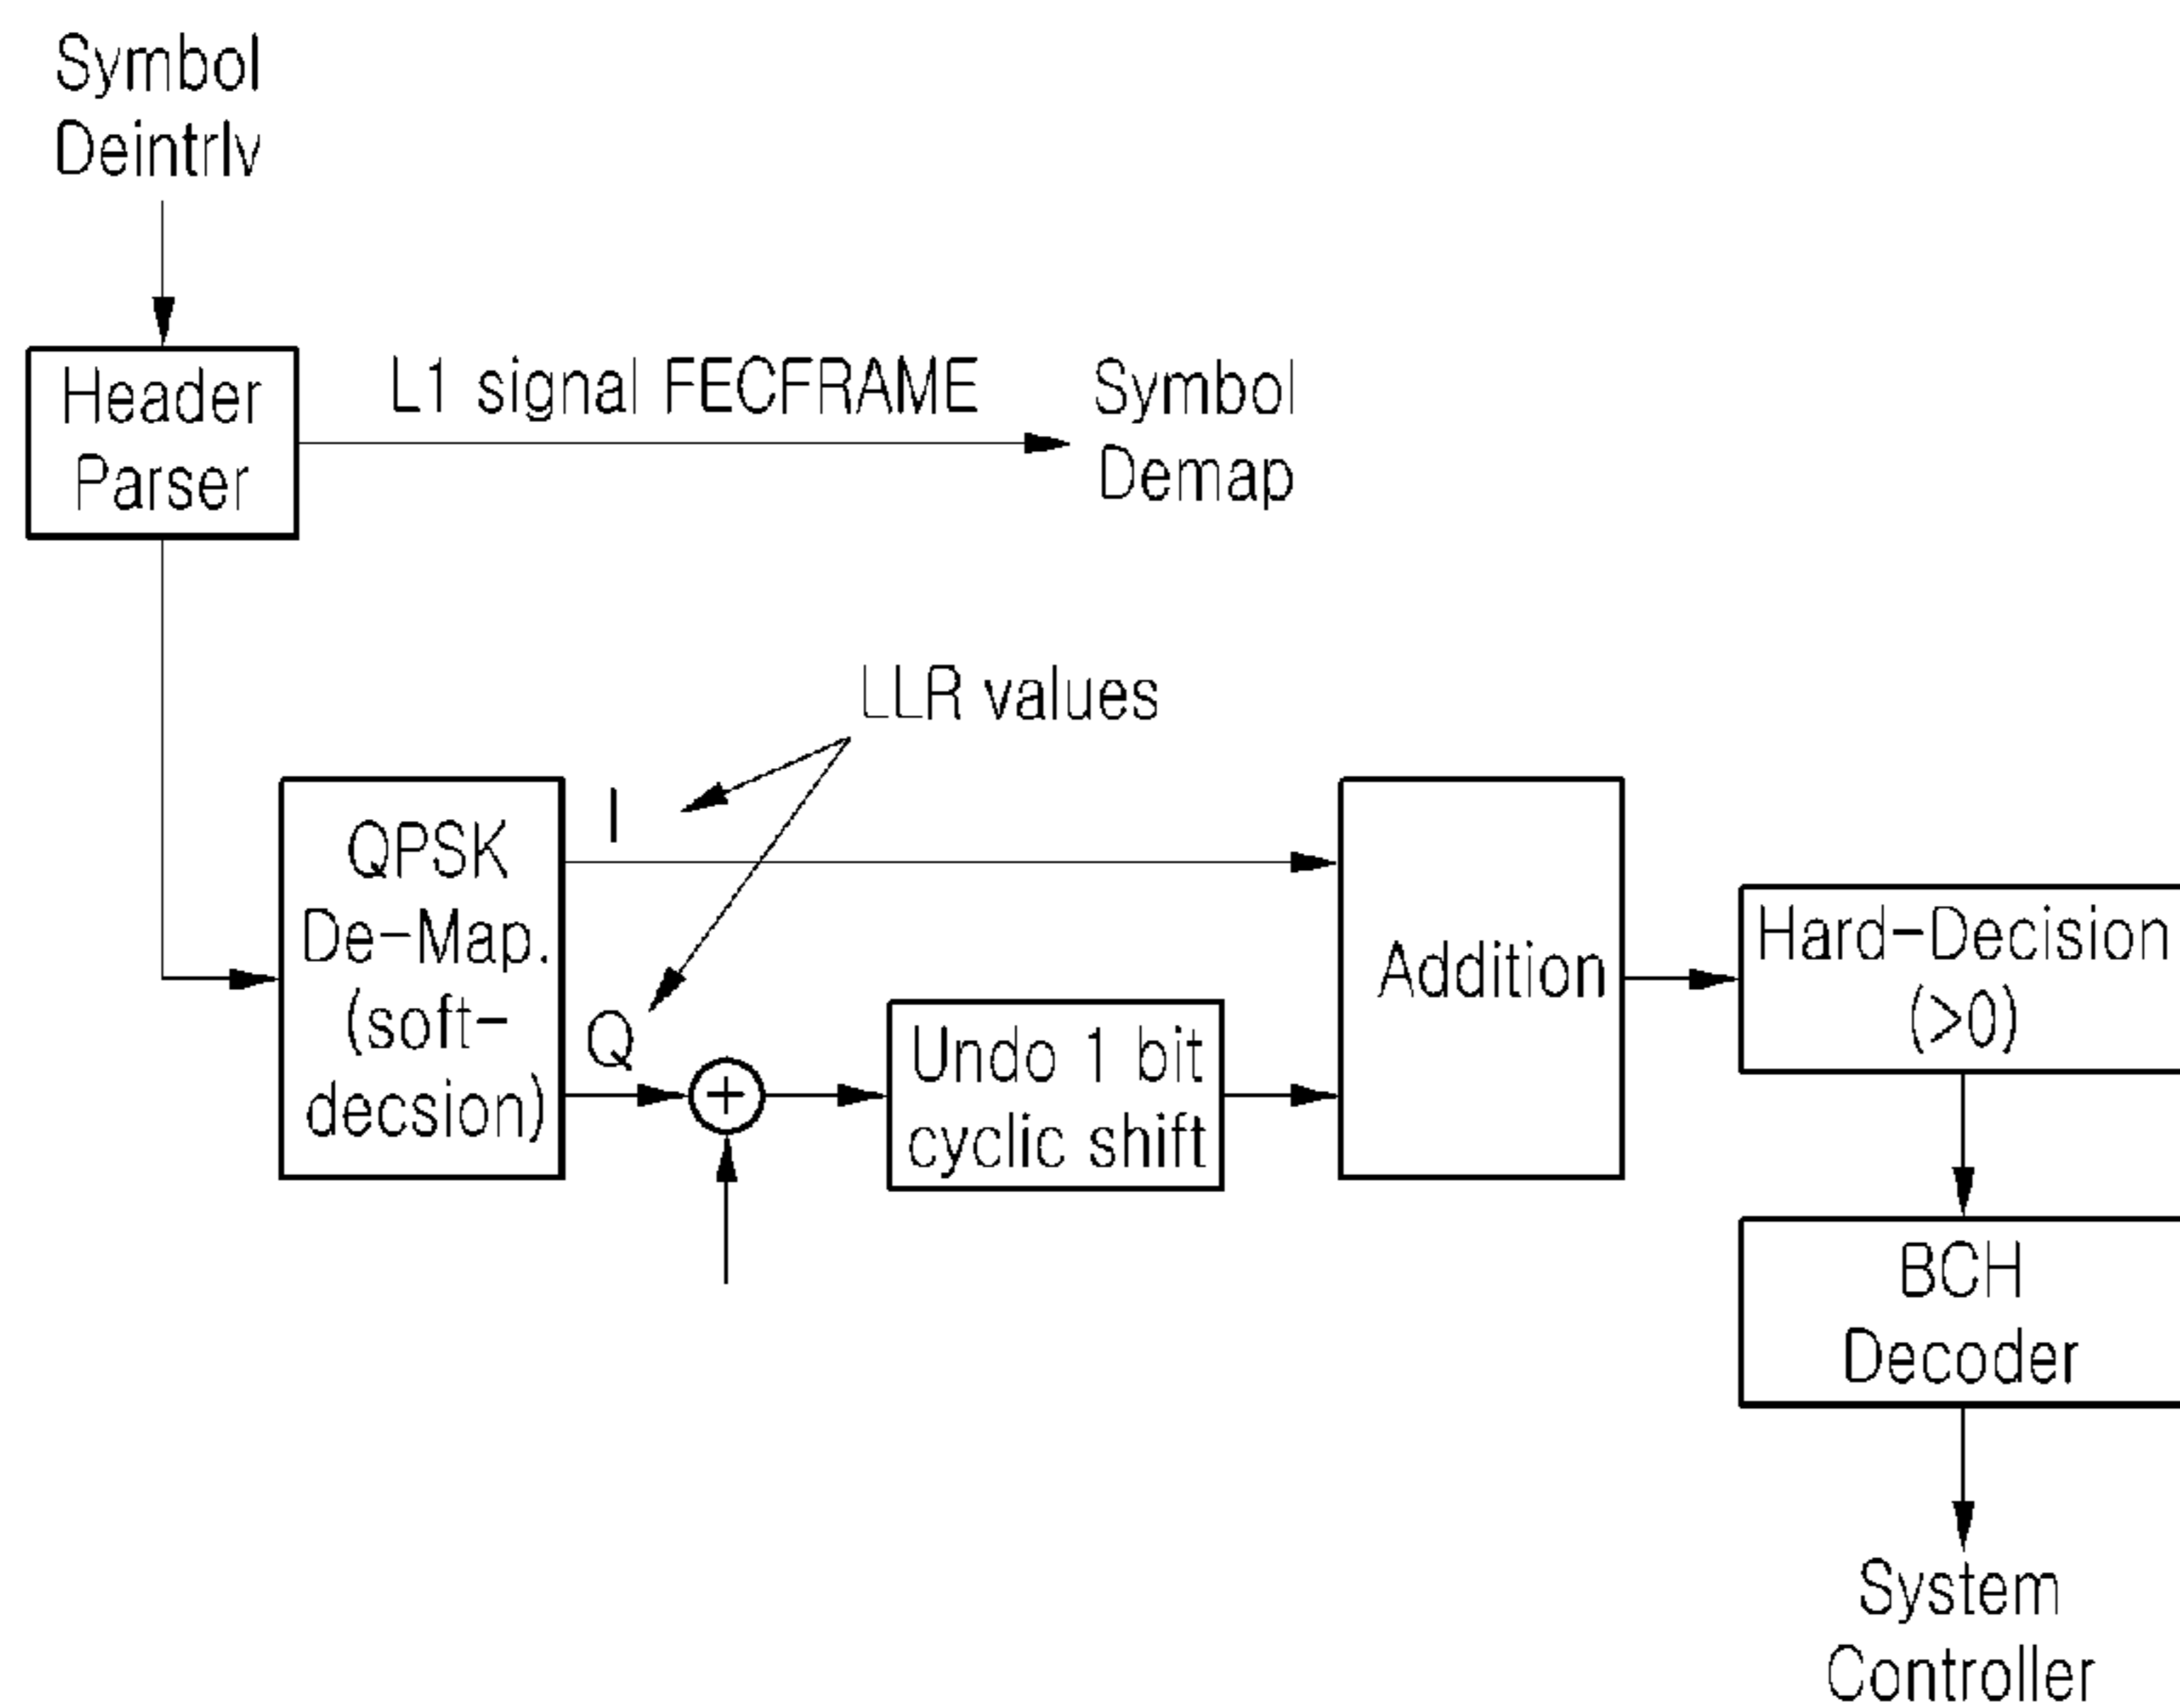 Symbol
Deintrlv
Header
Parser
L1 signal FECFRAME
Symbol
Demap
LLR values
QPSK
De-Map.
(soft-
decsion)
I
Q
+
Undo 1 bit
cyclic shift
Addition
Hard-Decision
(>0)
BCH
Decoder
System
Controller